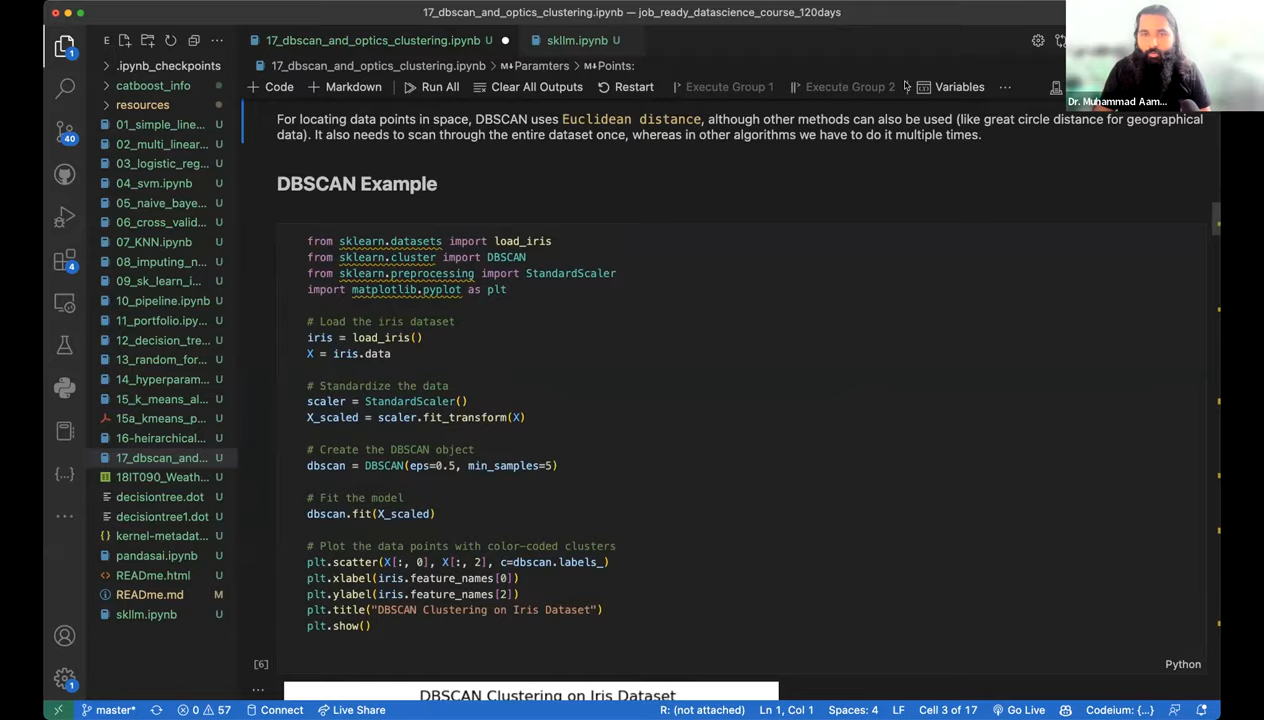 17_dbscan_and_optics_clustering.ipynb — job_ready_datascience_course_120days
1
E
17_dbscan_and_optics_clustering.ipynb U
skllm.ipynb U
.ipynb_checkpoints
17_dbscan_and_optics_clustering.ipynb > M Paramters > M Points:
catboost_info
Code
Markdown
Run All
Clear All Outputs
Restart
Execute Group 1
Execute Group 2
Variables
...
Dr. Muhammad Aam...
resources
01_simple_line... U
40
02_multi_linear... U
03_logistic_reg... U
04_svm.ipynb U
05_naive_baye... U
06_cross_valid... U
07_KNN.ipynb U
4
08_imputing_n... U
09_sk_learn_i... U
10_pipeline.ipynb U
11_portfolio.ipy... U
12_decision_tre... U
13_random_for... U
14_hyperparam... U
15_k_means_al... U
15a_kmeans_p... U
16-heirarchical... U
17_dbscan_and... U
18IT090_Weath... U
decisiontree.dot U
decisiontree1.dot U
kernel-metadat... U
pandasai.ipynb U
READme.html U
READme.md M
skllm.ipynb U
1
For locating data points in space, DBSCAN uses Euclidean distance, although other methods can also be used (like great circle distance for geographical
data). It also needs to scan through the entire dataset once, whereas in other algorithms we have to do it multiple times.
DBSCAN Example
from sklearn.datasets import load_iris
from sklearn.cluster import DBSCAN
from sklearn.preprocessing import StandardScaler
import matplotlib.pyplot as plt
# Load the iris dataset
iris = load_iris()
X = iris.data
# Standardize the data
scaler = StandardScaler()
X_scaled = scaler.fit_transform(X)
# Create the DBSCAN object
dbscan = DBSCAN(eps=0.5, min_samples=5)
# Fit the model
dbscan.fit(X_scaled)
# Plot the data points with color-coded clusters
plt.scatter(X[:, 0], X[:, 2], c=dbscan.labels_)
plt.xlabel(iris.feature_names[0])
plt.ylabel(iris.feature_names[2])
plt.title("DBSCAN Clustering on Iris Dataset")
plt.show()
[6]
Python
...
DBSCAN Clustering on Iris Dataset
master*
0
57
Connect
Live Share
R: (not attached)
Ln 1, Col 1
Spaces: 4
LF
Cell 3 of 17
Go Live
Codeium: {...}